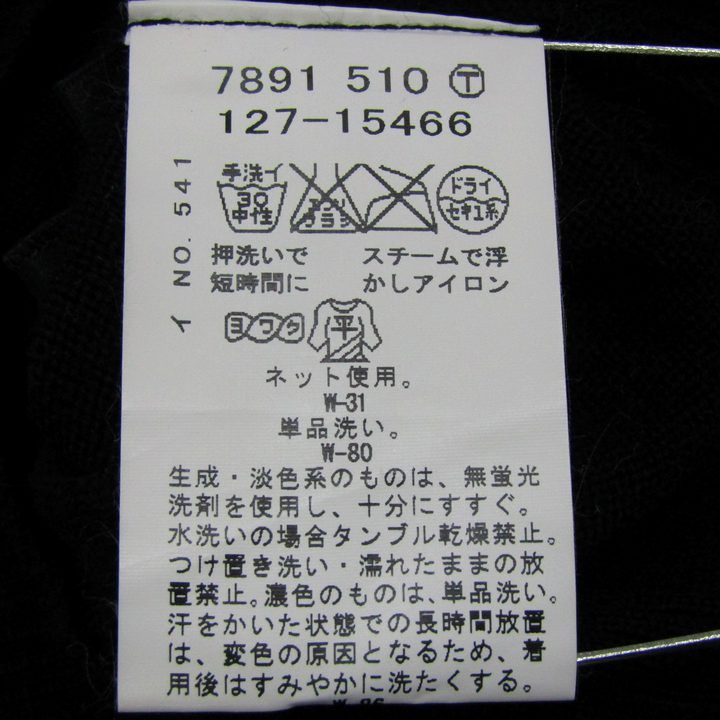 7891 510 Ⓣ
127-15466
イ NO. 541
手洗イ
30
中性
エンソ
サラシ
ドライ
セキユ系
押洗いで スチームで浮
短時間に かしアイロン
ヨワク 平
ネット使用。
W-31
単品洗い。
W-80
生成・淡色系のものは、無蛍光
洗剤を使用し、十分にすすぐ。
水洗いの場合タンブル乾燥禁止。
つけ置き洗い・濡れたままの放
置禁止。濃色のものは、単品洗い。
汗をかいた状態での長時間放置
は、変色の原因となるため、着
用後はすみやかに洗たくする。